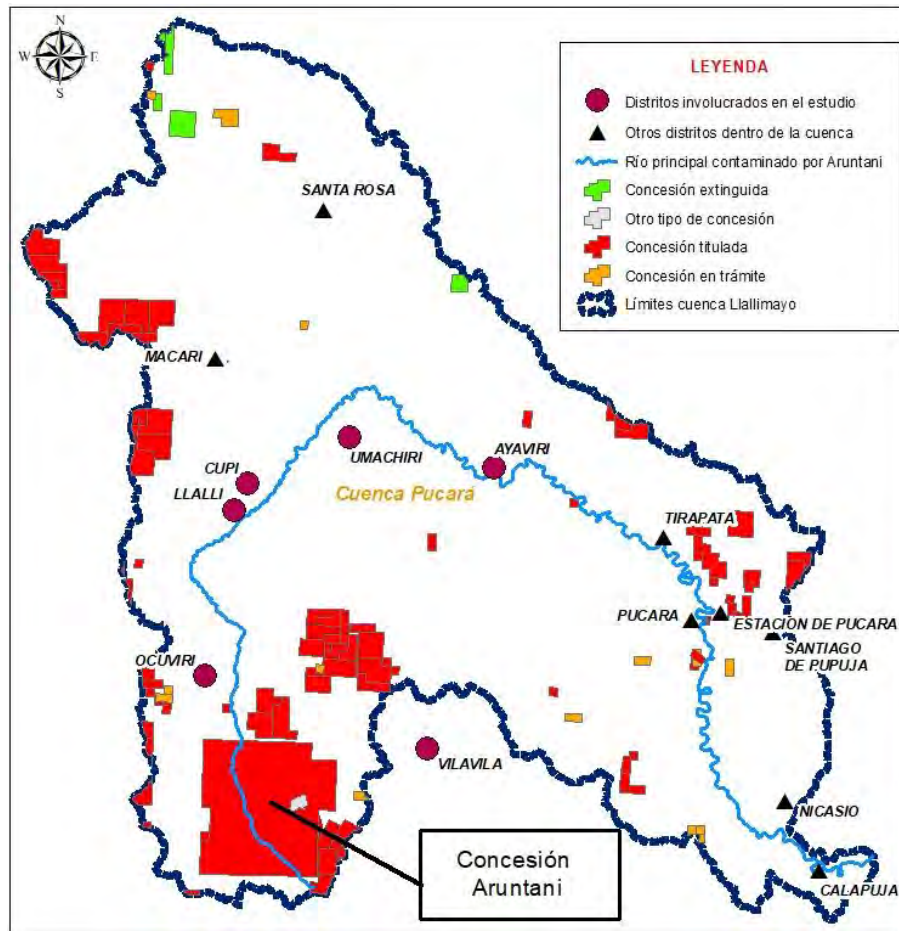 N
W E
S
LEYENDA
Distritos involucrados en el estudio
Otros distritos dentro de la cuenca
Río principal contaminado por Aruntani
Concesión extinguida
Otro tipo de concesión
Concesión titulada
Concesión en trámite
Límites cuenca Llallimayo
SANTA ROSA
MACARI
UMACHIRI
AYAVIRI
CUPI
LLALLI
Cuenca Pucará
TIRAPATA
PUCARA
ESTACION DE PUCARA
SANTIAGO
DE PUPUJA
OCUVIRI
VILAVILA
NICASIO
Concesión
Aruntani
CALAPUJA